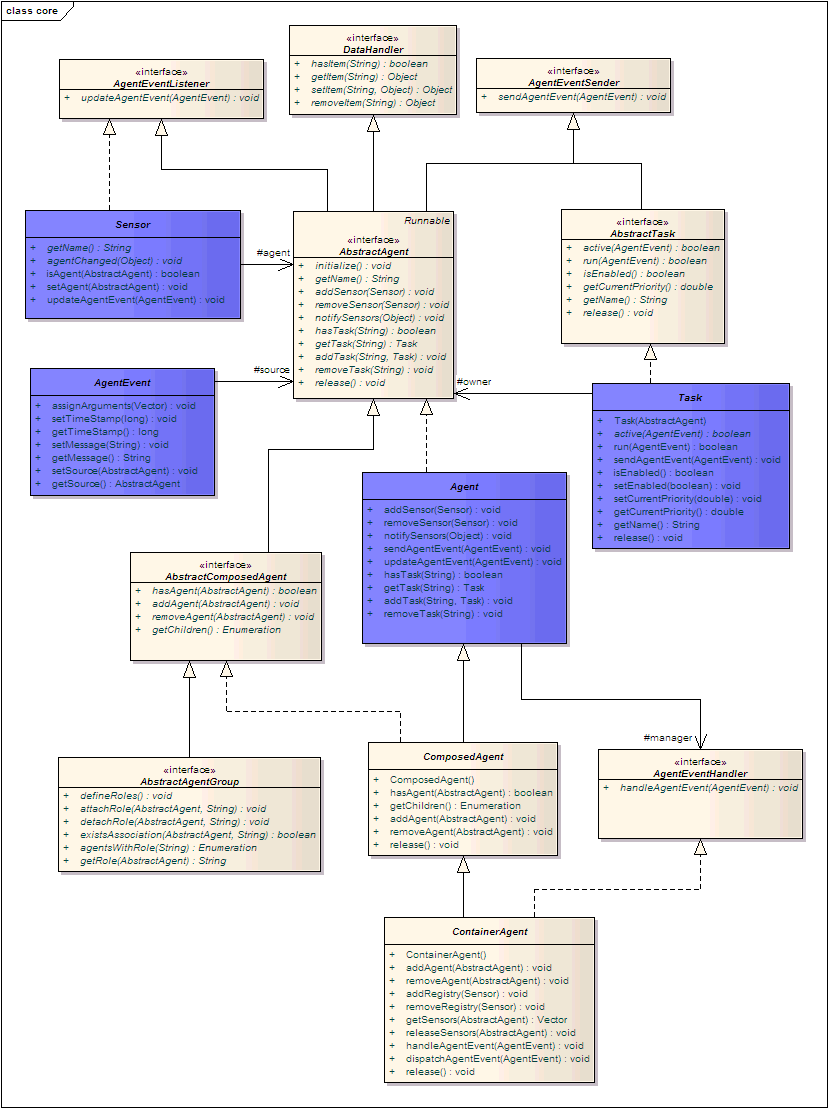 class core
«interface»
DataHandler
+ hasItem(String) : boolean
+ getItem(String) : Object
+ setItem(String, Object) : Object
+ removeItem(String) : Object
«interface»
AgentEventListener
+ updateAgentEvent(AgentEvent) : void
«interface»
AgentEventSender
+ sendAgentEvent(AgentEvent) : void
Sensor
+ getName() : String
+ agentChanged(Object) : void
+ isAgent(AbstractAgent) : boolean
+ setAgent(AbstractAgent) : void
+ updateAgentEvent(AgentEvent) : void
#agent
Runnable
«interface»
AbstractAgent
+ initialize() : void
+ getName() : String
+ addSensor(Sensor) : void
+ removeSensor(Sensor) : void
+ notifySensors(Object) : void
+ hasTask(String) : boolean
+ getTask(String) : Task
+ addTask(String, Task) : void
+ removeTask(String) : void
+ release() : void
«interface»
AbstractTask
+ active(AgentEvent) : boolean
+ run(AgentEvent) : boolean
+ isEnabled() : boolean
+ getCurrentPriority() : double
+ getName() : String
+ release() : void
#source
#owner
AgentEvent
+ assignArguments(Vector) : void
+ setTimeStamp(long) : void
+ getTimeStamp() : long
+ setMessage(String) : void
+ getMessage() : String
+ setSource(AbstractAgent) : void
+ getSource() : AbstractAgent
Task
+ Task(AbstractAgent)
+ active(AgentEvent) : boolean
+ run(AgentEvent) : boolean
+ sendAgentEvent(AgentEvent) : void
+ isEnabled() : boolean
+ setEnabled(boolean) : void
+ setCurrentPriority(double) : void
+ getCurrentPriority() : double
+ getName() : String
+ release() : void
Agent
+ addSensor(Sensor) : void
+ removeSensor(Sensor) : void
+ notifySensors(Object) : void
+ sendAgentEvent(AgentEvent) : void
+ updateAgentEvent(AgentEvent) : void
+ hasTask(String) : boolean
+ getTask(String) : Task
+ addTask(String, Task) : void
+ removeTask(String) : void
«interface»
AbstractComposedAgent
+ hasAgent(AbstractAgent) : boolean
+ addAgent(AbstractAgent) : void
+ removeAgent(AbstractAgent) : void
+ getChildren() : Enumeration
#manager
«interface»
AbstractAgentGroup
+ defineRoles() : void
+ attachRole(AbstractAgent, String) : void
+ detachRole(AbstractAgent, String) : void
+ existsAssociation(AbstractAgent, String) : boolean
+ agentsWithRole(String) : Enumeration
+ getRole(AbstractAgent) : String
ComposedAgent
+ ComposedAgent()
+ hasAgent(AbstractAgent) : boolean
+ getChildren() : Enumeration
+ addAgent(AbstractAgent) : void
+ removeAgent(AbstractAgent) : void
+ release() : void
«interface»
AgentEventHandler
+ handleAgentEvent(AgentEvent) : void
ContainerAgent
+ ContainerAgent()
+ addAgent(AbstractAgent) : void
+ removeAgent(AbstractAgent) : void
+ addRegistry(Sensor) : void
+ removeRegistry(Sensor) : void
+ getSensors(AbstractAgent) : Vector
+ releaseSensors(AbstractAgent) : void
+ handleAgentEvent(AgentEvent) : void
+ dispatchAgentEvent(AgentEvent) : void
+ release() : void